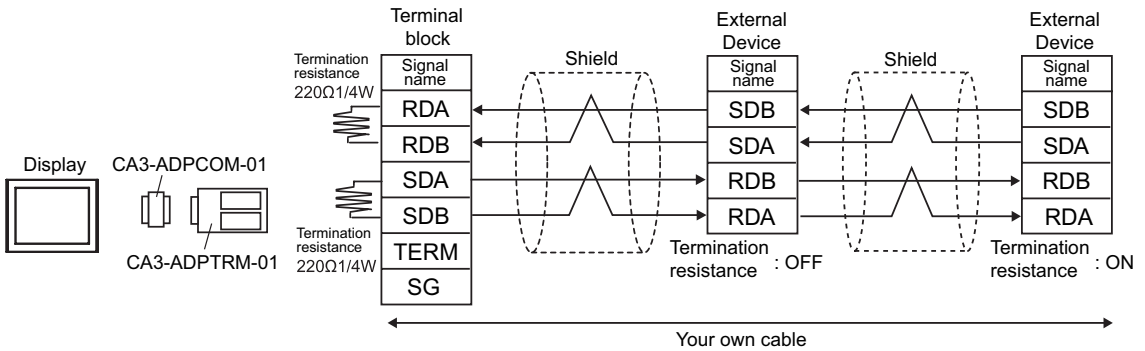 Terminal
block
External
Device
External
Device
Termination
resistance
220Ω1/4W
Signal
name
Shield
Signal
name
Shield
Signal
name
RDA
SDB
SDB
RDB
SDA
SDA
Display
CA3-ADPCOM-01
SDA
RDB
RDB
SDB
RDA
RDA
Termination
resistance
220Ω1/4W
CA3-ADPTRM-01
TERM
Termination
resistance : OFF
Termination
resistance : ON
SG
Your own cable